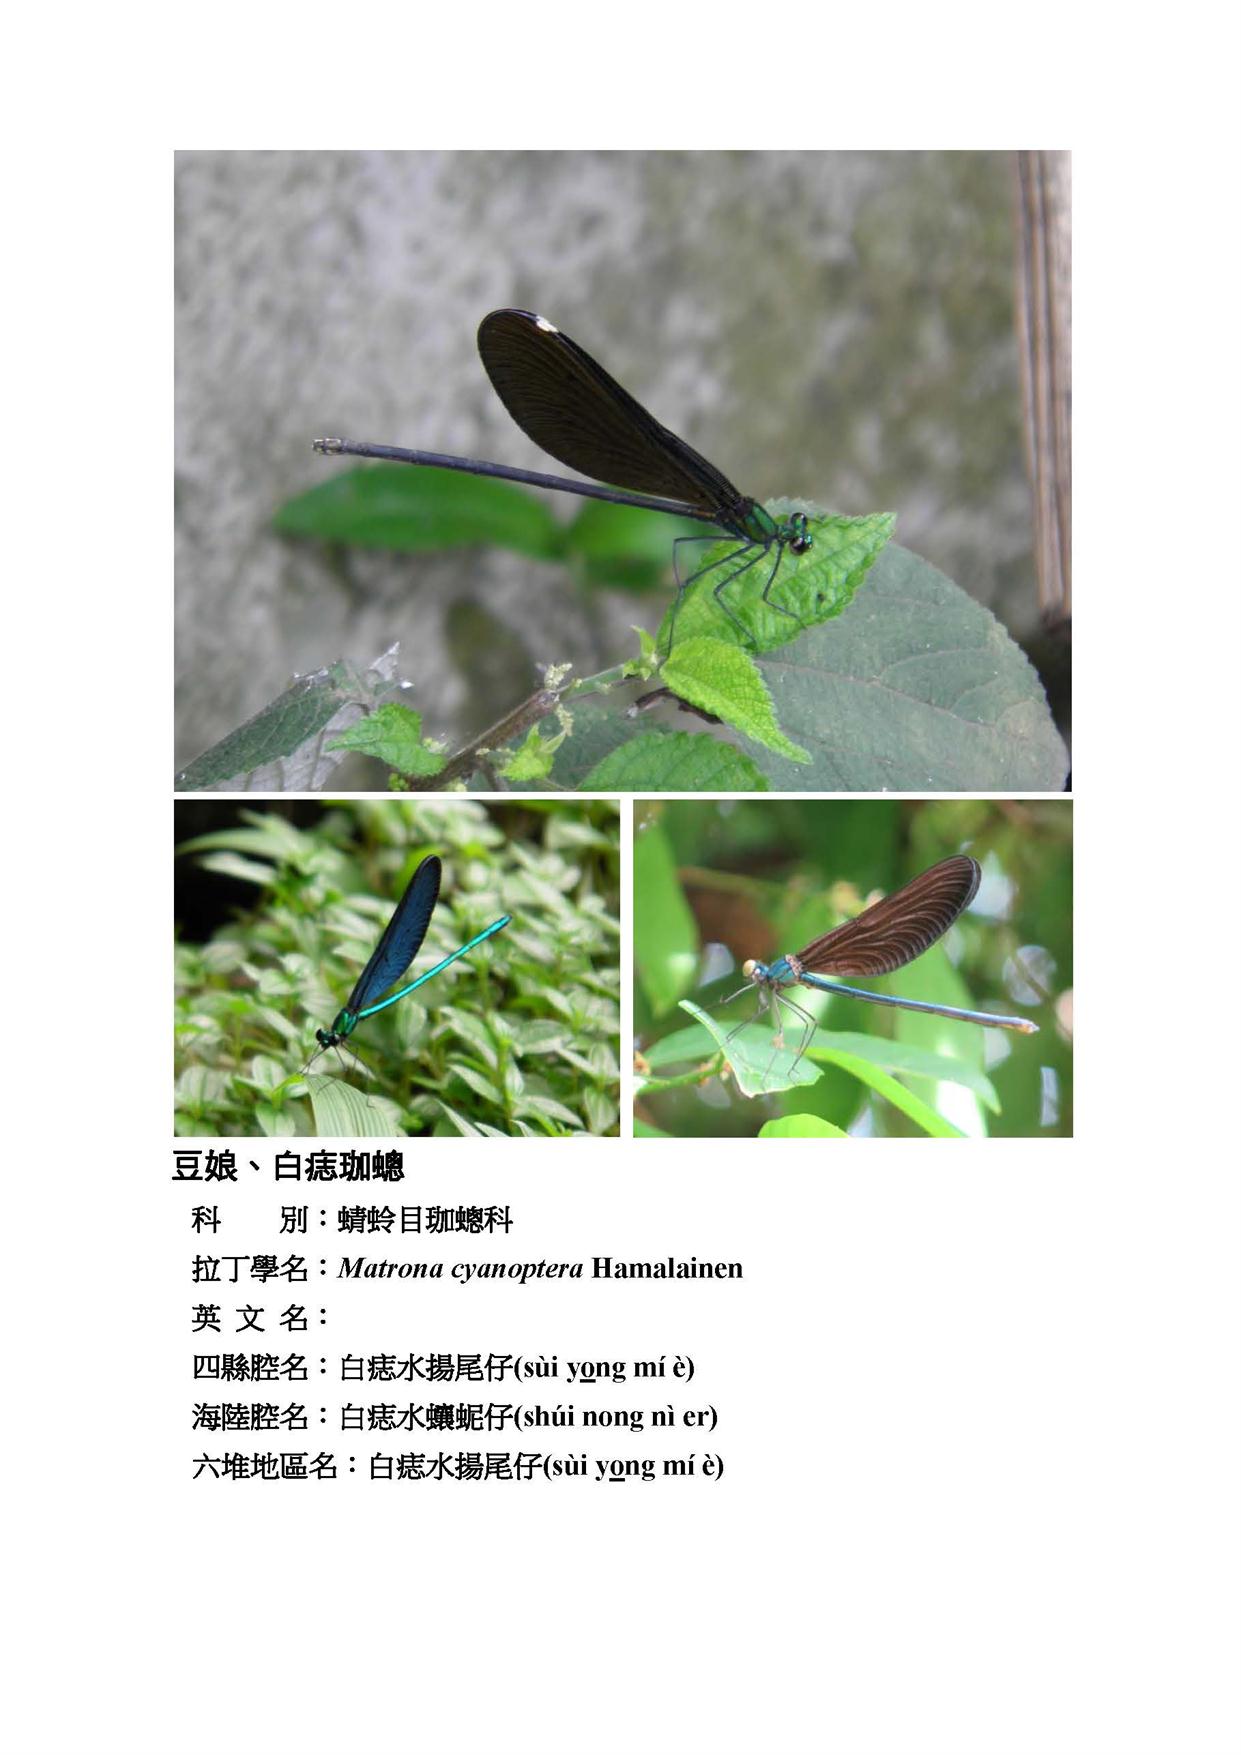 豆娘、白痣珈蟌
科　　別：蜻蛉目珈蟌科
拉丁學名：Matrona cyanoptera Hamalainen
英 文 名：
四縣腔名：白痣水揚尾仔(sùi yong mí è)
海陸腔名：白痣水蠰蚭仔(shúi nong nì er)
六堆地區名：白痣水揚尾仔(sùi yong mí è)